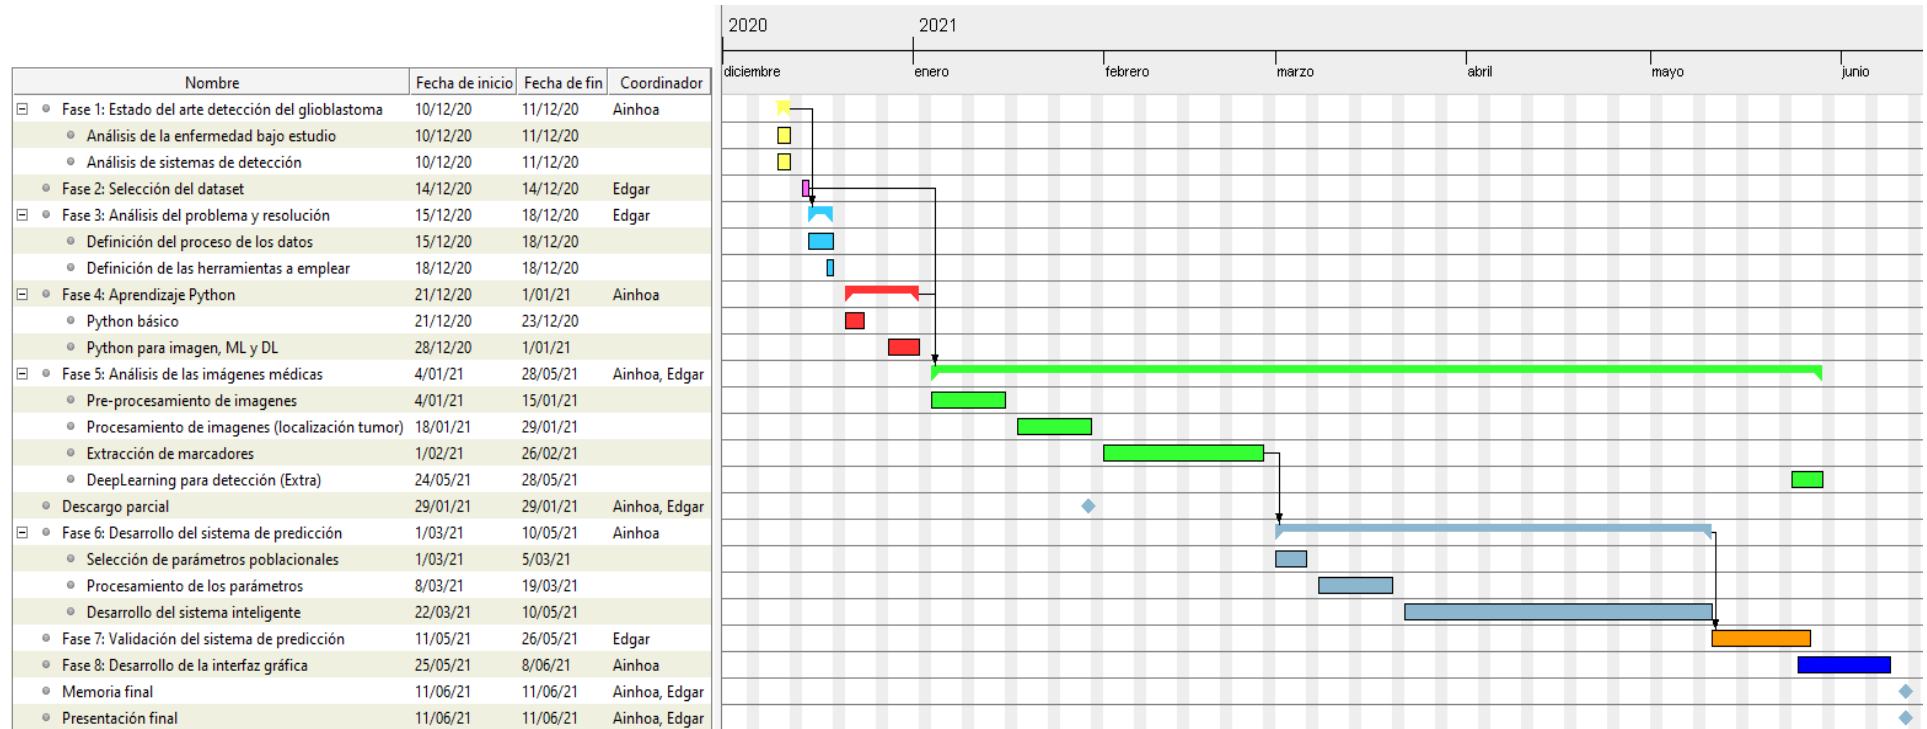 2020 2021
diciembre enero febrero marzo abril mayo junio
Nombre Fecha de inicio Fecha de fin Coordinador
Fase 1: Estado del arte detección del glioblastoma 10/12/20 11/12/20 Ainhoa
Análisis de la enfermedad bajo estudio 10/12/20 11/12/20
Análisis de sistemas de detección 10/12/20 11/12/20
Fase 2: Selección del dataset 14/12/20 14/12/20 Edgar
Fase 3: Análisis del problema y resolución 15/12/20 18/12/20 Edgar
Definición del proceso de los datos 15/12/20 18/12/20
Definición de las herramientas a emplear 18/12/20 18/12/20
Fase 4: Aprendizaje Python 21/12/20 1/01/21 Ainhoa
Python básico 21/12/20 23/12/20
Python para imagen, ML y DL 28/12/20 1/01/21
Fase 5: Análisis de las imágenes médicas 4/01/21 28/05/21 Ainhoa, Edgar
Pre-procesamiento de imagenes 4/01/21 15/01/21
Procesamiento de imagenes (localización tumor) 18/01/21 29/01/21
Extracción de marcadores 1/02/21 26/02/21
DeepLearning para detección (Extra) 24/05/21 28/05/21
Descargo parcial 29/01/21 29/01/21 Ainhoa, Edgar
Fase 6: Desarrollo del sistema de predicción 1/03/21 10/05/21 Ainhoa
Selección de parámetros poblacionales 1/03/21 5/03/21
Procesamiento de los parámetros 8/03/21 19/03/21
Desarrollo del sistema inteligente 22/03/21 10/05/21
Fase 7: Validación del sistema de predicción 11/05/21 26/05/21 Edgar
Fase 8: Desarrollo de la interfaz gráfica 25/05/21 8/06/21 Ainhoa
Memoria final 11/06/21 11/06/21 Ainhoa, Edgar
Presentación final 11/06/21 11/06/21 Ainhoa, Edgar